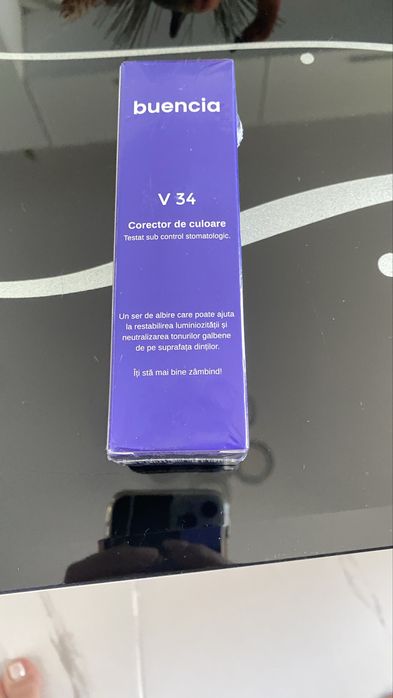 buencia
V 34
Corector de culoare
Testat sub control stomatologic.
Un ser de albire care poate ajuta
la restabilirea luminiozității și
neutralizarea tonurilor galbene
de pe suprafața dinților.
Îți stă mai bine zâmbind!